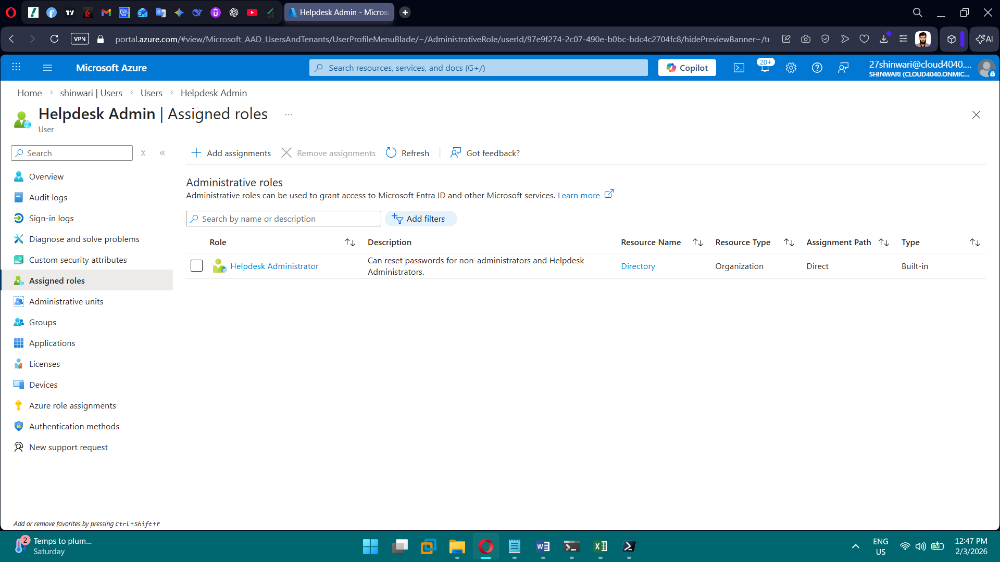 Helpdesk Admin - Micros
VPN
portal.azure.com/#view/Microsoft_AAD_UsersAndTenants/UserProfileMenuBlade/~/AdministrativeRole/userId/97e9f274-2c07-490e-b0bc-bdc4c2704fc8/hidePreviewBanner~/tr
AI
Microsoft Azure
Search resources, services, and docs (G+/)
Copilot
20+
27shinwari@cloud4040....
SHINWARI (CLOUD4040.ONMIC...
Home > shinwari | Users > Users > Helpdesk Admin
Helpdesk Admin | Assigned roles ...
User
Search
Overview
Audit logs
Sign-in logs
Diagnose and solve problems
Custom security attributes
Assigned roles
Administrative units
Groups
Applications
Licenses
Devices
Azure role assignments
Authentication methods
New support request
Add or remove favorites by pressing Ctrl+Shift+F
Add assignments Remove assignments Refresh Got feedback?
Administrative roles
Administrative roles can be used to grant access to Microsoft Entra ID and other Microsoft services. Learn more
Search by name or description Add filters
Role Description Resource Name Resource Type Assignment Path Type
Helpdesk Administrator Can reset passwords for non-administrators and Helpdesk Administrators. Directory Organization Direct Built-in
2
Temps to plum...
Saturday
ENG
US
12:47 PM
2/3/2026